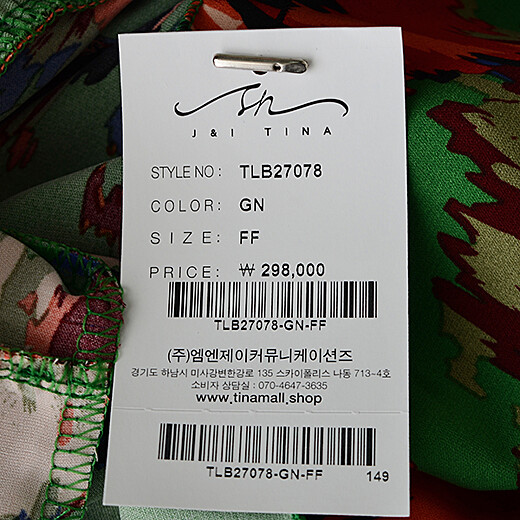 J&I TINA
STYLE NO: TLB27078
COLOR: GN
SIZE: FF
PRICE: ₩ 298,000
TLB27078-GN-FF
(주)엠엔제이커뮤니케이션즈
경기도 하남시 미사강변한강로 135 스카이폴리스 나동 713-4호
소비자 상담실 : 070-4647-3635
www.tinamall.shop
TLB27078-GN-FF 149